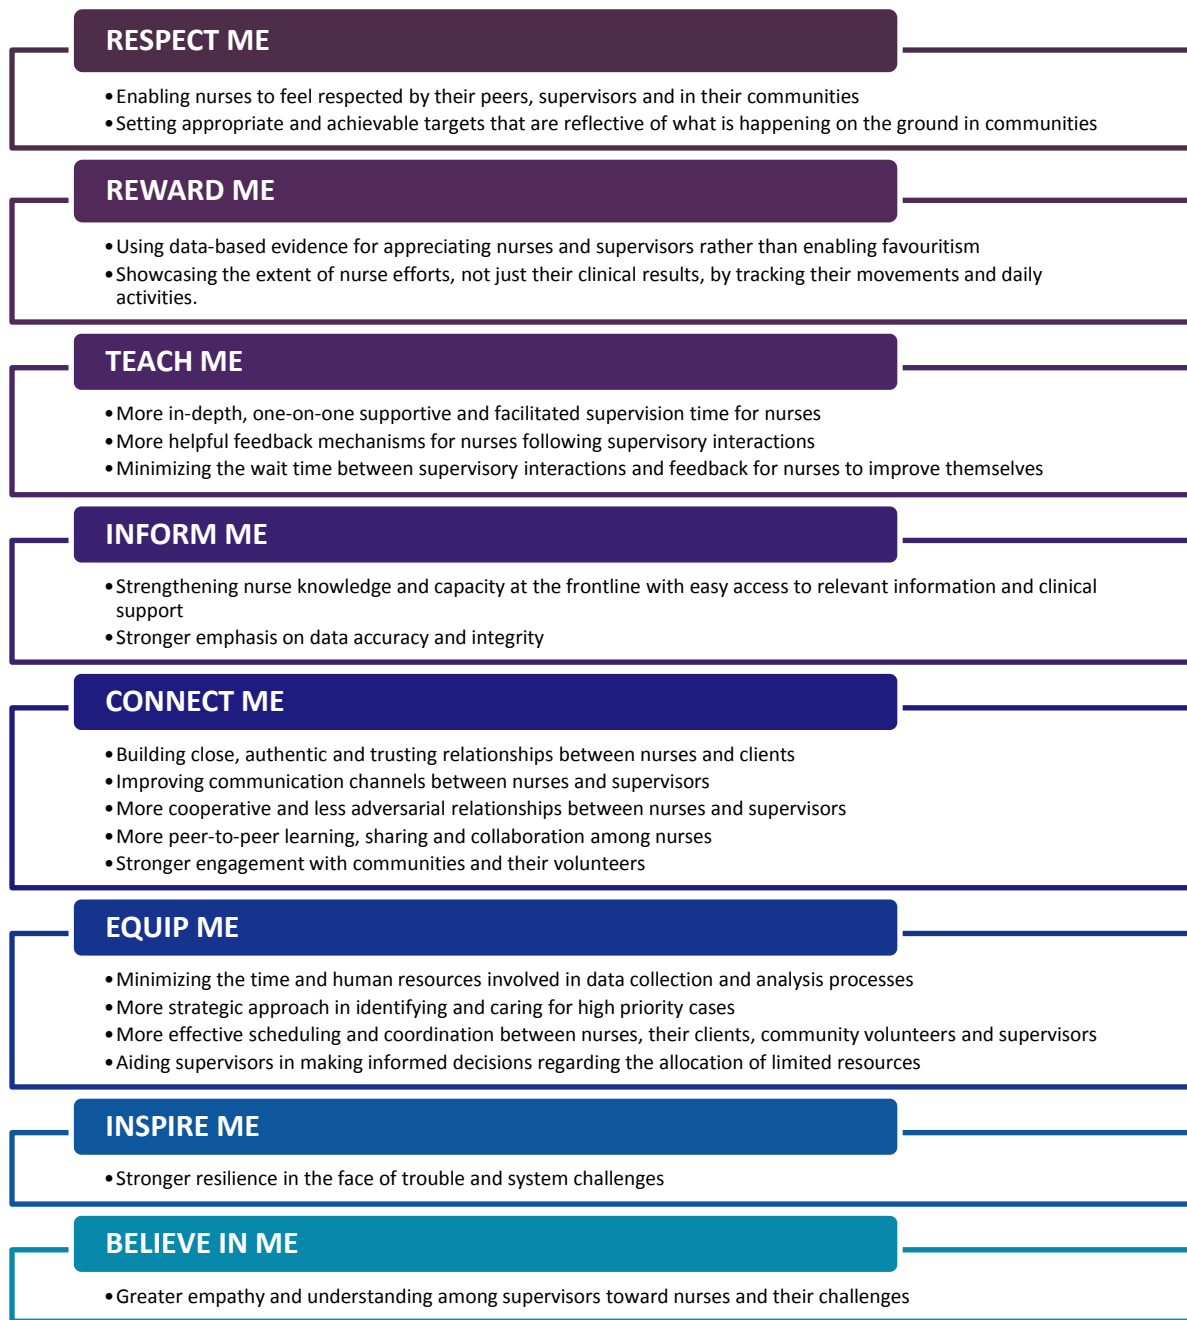 RESPECT ME
•Enabling nurses to feel respected by their peers, supervisors and in their communities
•Setting appropriate and achievable targets that are reflective of what is happening on the ground in communities
REWARD ME
•Using data-based evidence for appreciating nurses and supervisors rather than enabling favouritism
•Showcasing the extent of nurse efforts, not just their clinical results, by tracking their movements and daily
activities.
TEACH ME
•More in-depth, one-on-one supportive and facilitated supervision time for nurses
•More helpful feedback mechanisms for nurses following supervisory interactions
•Minimizing the wait time between supervisory interactions and feedback for nurses to improve themselves
INFORM ME
•Strengthening nurse knowledge and capacity at the frontline with easy access to relevant information and clinical
support
•Stronger emphasis on data accuracy and integrity
CONNECT ME
•Building close, authentic and trusting relationships between nurses and clients
•Improving communication channels between nurses and supervisors
•More cooperative and less adversarial relationships between nurses and supervisors
•More peer-to-peer learning, sharing and collaboration among nurses
•Stronger engagement with communities and their volunteers
EQUIP ME
•Minimizing the time and human resources involved in data collection and analysis processes
•More strategic approach in identifying and caring for high priority cases
•More effective scheduling and coordination between nurses, their clients, community volunteers and supervisors
•Aiding supervisors in making informed decisions regarding the allocation of limited resources
INSPIRE ME
•Stronger resilience in the face of trouble and system challenges
BELIEVE IN ME
•Greater empathy and understanding among supervisors toward nurses and their challenges